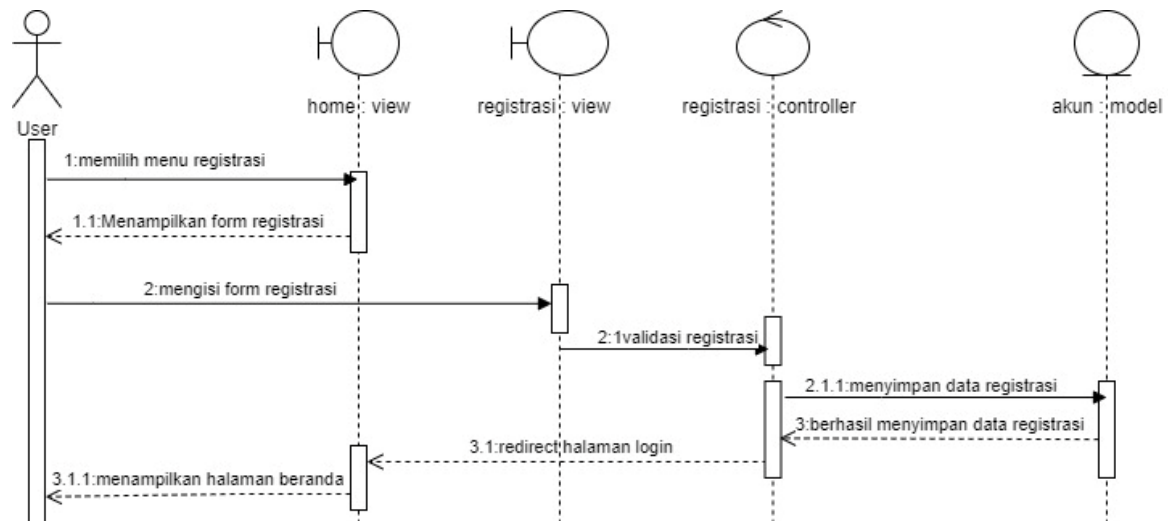 home : view
registrasi : view
registrasi : controller
akun : model
User
1:memilih menu registrasi
1.1:Menampilkan form registrasi
2:mengisi form registrasi
2:1validasi registrasi
2.1.1:menyimpan data registrasi
3:berhasil menyimpan data registrasi
3.1:redirect halaman login
3.1.1:menampilkan halaman beranda